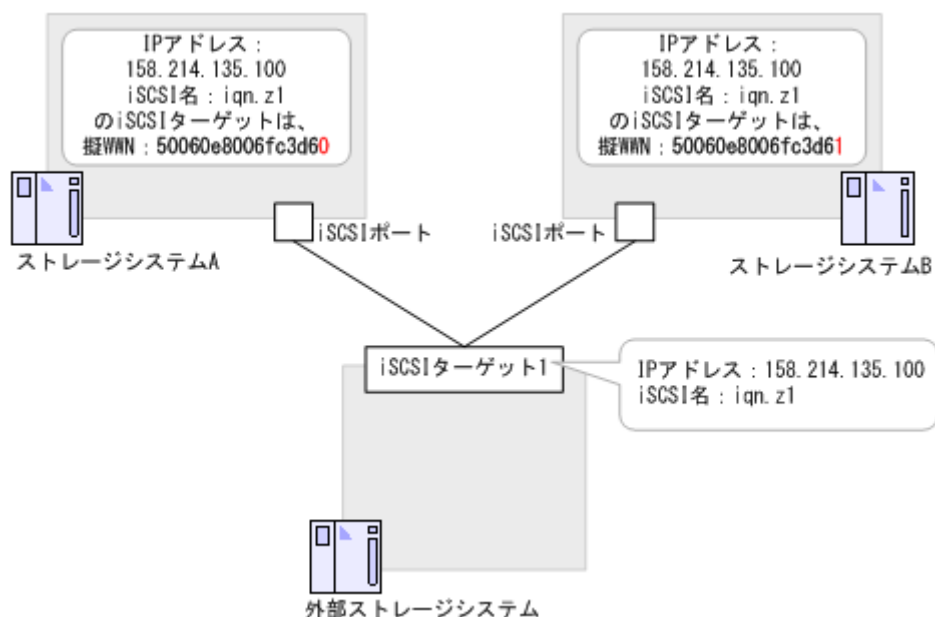 IPアドレス：
158.214.135.100
iSCSI名：iqn.z1
のiSCSIターゲットは、
擬WWN：50060e8006fc3d60
IPアドレス：
158.214.135.100
iSCSI名：iqn.z1
のiSCSIターゲットは、
擬WWN：50060e8006fc3d61
iSCSIポート
iSCSIポート
ストレージシステムA
ストレージシステムB
iSCSIターゲット1
IPアドレス：158.214.135.100
iSCSI名：iqn.z1
外部ストレージシステム